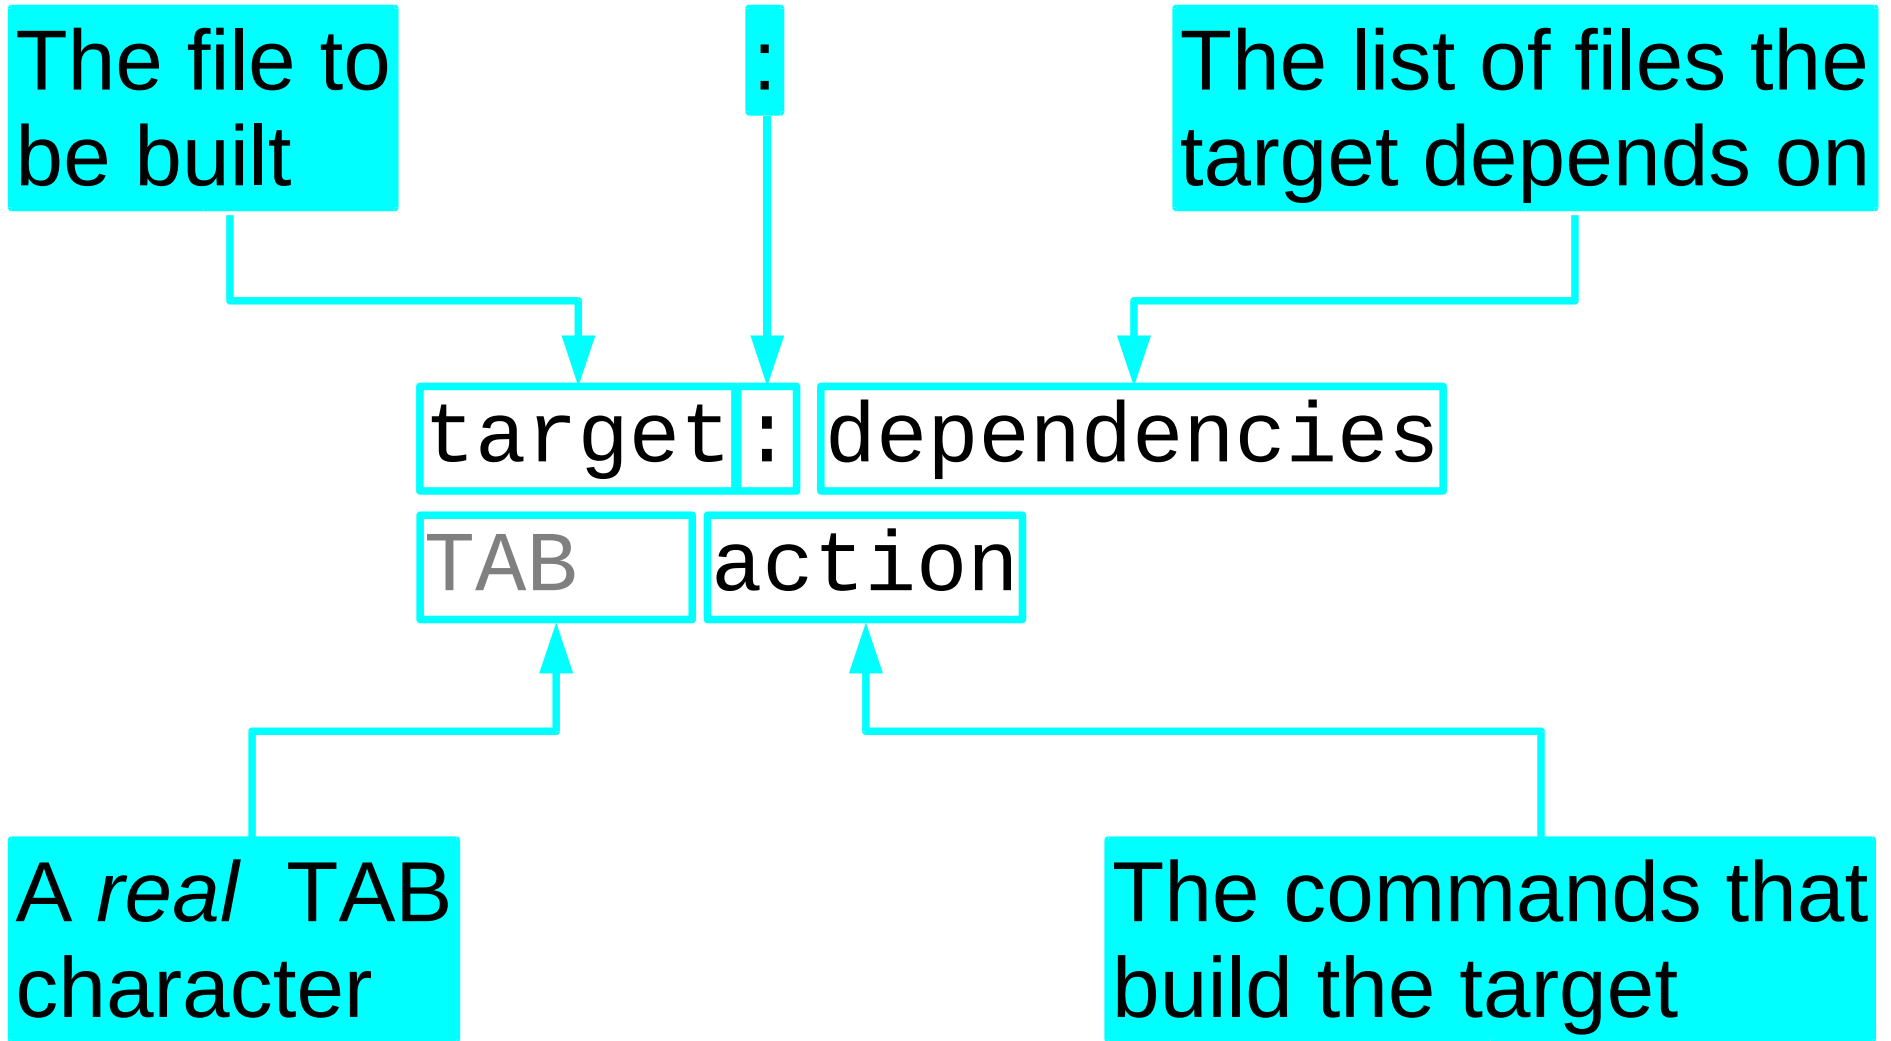 The file to
be built
:
The list of files the
target depends on
target: dependencies
TAB action
A real TAB
character
The commands that
build the target